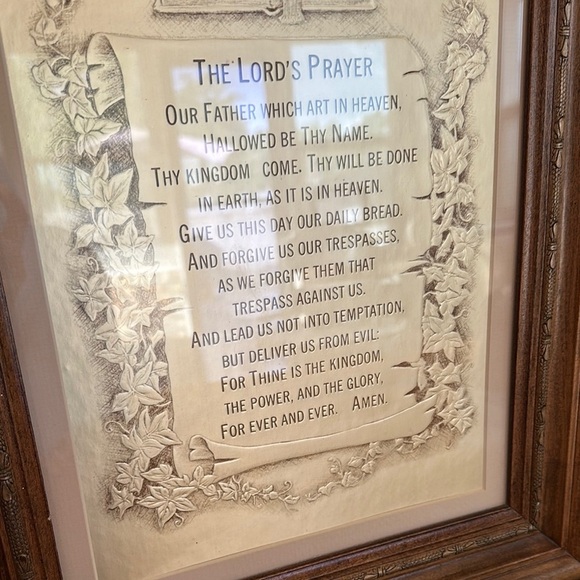 THE LORD'S PRAYER
OUR FATHER WHICH ART IN HEAVEN,
HALLOWED BE THY NAME.
THY KINGDOM COME. THY WILL BE DONE
IN EARTH, AS IT IS IN HEAVEN.
GIVE US THIS DAY OUR DAILY BREAD.
AND FORGIVE US OUR TRESPASSES,
AS WE FORGIVE THEM THAT
TRESPASS AGAINST US.
AND LEAD US NOT INTO TEMPTATION,
BUT DELIVER US FROM EVIL:
FOR THINE IS THE KINGDOM,
THE POWER, AND THE GLORY,
FOR EVER AND EVER. AMEN.